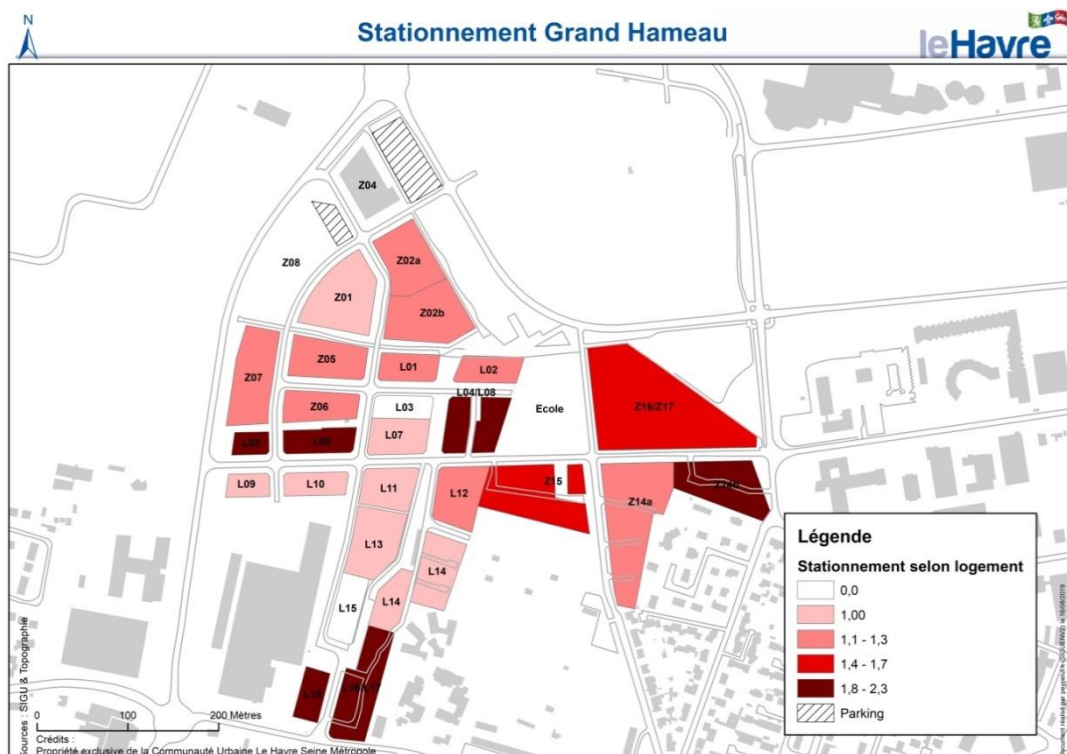 N
Stationnement Grand Hameau
leHavre
Z04
Z08
Z02a
Z01
Z02b
Z05
L01
L02
Z07
L04/L08
Z06
L03
Ecole
Z16/Z17
L05
L06
L07
L09
L10
L11
L12
Z15
Z14a
L13
L14
L14
L15
L18
Légende
Stationnement selon logement
0,0
1,00
1,1 - 1,3
1,4 - 1,7
1,8 - 2,3
Parking
0 100 200 Mètres
Crédits :
Propriété exclusive de la Communauté Urbaine Le Havre Seine Métropole
Sources : SIGU & Topographie